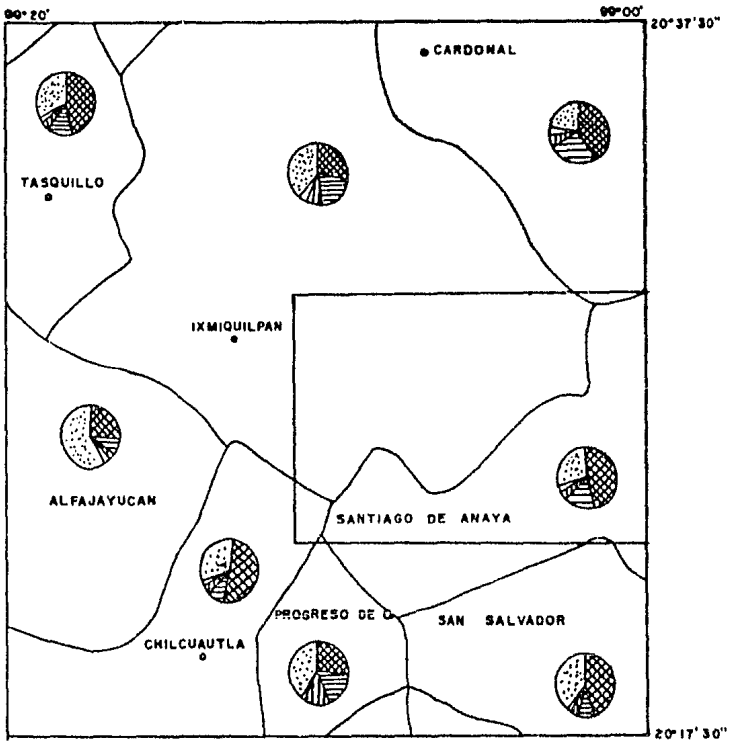 99°20'
99°00'
20°37'30"
CARDONAL
TASQUILLO
IXMIQUILPAN
ALFAJAYUCAN
SANTIAGO DE ANAYA
PROGRESO DE O.
SAN SALVADOR
CHILCUAUTLA
20°17'30"